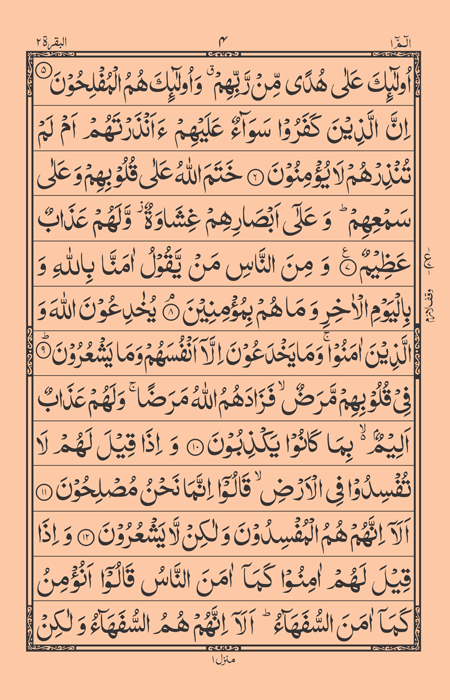 الٓمّٓ ١ ٤ البقرة ٢
اُولٰٓئِكَ عَلٰى هُدًى مِّنْ رَّبِّهِمْ ۗ وَاُولٰٓئِكَ هُمُ الْمُفْلِحُوْنَ ۝٥
اِنَّ الَّذِيْنَ كَفَرُوْا سَوَآءٌ عَلَيْهِمْ ءَاَنْذَرْتَهُمْ اَمْ لَمْ
تُنْذِرْهُمْ لَا يُؤْمِنُوْنَ ۝٦ خَتَمَ اللّٰهُ عَلٰى قُلُوْبِهِمْ وَعَلٰى
سَمْعِهِمْ ؕ وَ عَلٰٓى اَبْصَارِهِمْ غِشَاوَةٌ ؗ وَّلَهُمْ عَذَابٌ
عَظِيْمٌ ۝٧ وَ مِنَ النَّاسِ مَنْ يَّقُوْلُ اٰمَنَّا بِاللّٰهِ وَ
بِالْيَوْمِ الْاٰخِرِ وَ مَا هُمْ بِمُؤْمِنِيْنَ ۝٨ يُخٰدِعُوْنَ اللّٰهَ وَ
الَّذِيْنَ اٰمَنُوْا ۚ وَمَا يَخْدَعُوْنَ اِلَّاۤ اَنْفُسَهُمْ وَمَا يَشْعُرُوْنَ ۝٩
فِيْ قُلُوْبِهِمْ مَّرَضٌ ۙ فَزَادَهُمُ اللّٰهُ مَرَضًا ۚ وَلَهُمْ عَذَابٌ
اَلِيْمٌۢ ۙ بِمَا كَانُوْا يَكْذِبُوْنَ ۝١٠ وَ اِذَا قِيْلَ لَهُمْ لَا
تُفْسِدُوْا فِي الْاَرْضِ ۙ قَالُوْۤا اِنَّمَا نَحْنُ مُصْلِحُوْنَ ۝١١
اَلَاۤ اِنَّهُمْ هُمُ الْمُفْسِدُوْنَ وَ لٰكِنْ لَّا يَشْعُرُوْنَ ۝١٢ وَ اِذَا
قِيْلَ لَهُمْ اٰمِنُوْا كَمَاۤ اٰمَنَ النَّاسُ قَالُوْۤا اَنُؤْمِنُ
كَمَاۤ اٰمَنَ السُّفَهَآءُ ؕ اَلَاۤ اِنَّهُمْ هُمُ السُّفَهَآءُ وَ لٰكِنْ
منزل ١
وقف لازم